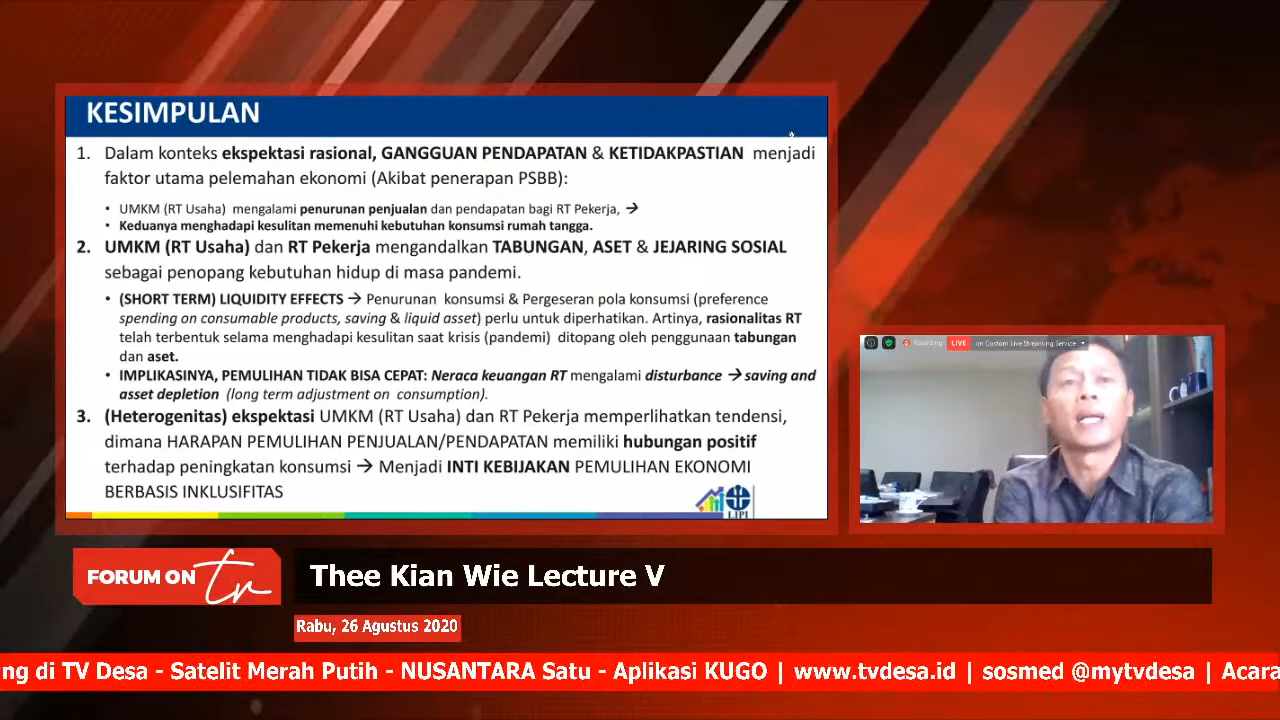 KESIMPULAN
1. Dalam konteks ekspektasi rasional, GANGGUAN PENDAPATAN & KETIDAKPASTIAN menjadi
faktor utama pelemahan ekonomi (Akibat penerapan PSBB):
• UMKM (RT Usaha) mengalami penurunan penjualan dan pendapatan bagi RT Pekerja, →
• Keduanya menghadapi kesulitan memenuhi kebutuhan konsumsi rumah tangga.
2. UMKM (RT Usaha) dan RT Pekerja mengandalkan TABUNGAN, ASET & JEJARING SOSIAL
sebagai penopang kebutuhan hidup di masa pandemi.
• (SHORT TERM) LIQUIDITY EFFECTS → Penurunan konsumsi & Pergeseran pola konsumsi (preference
spending on consumable products, saving & liquid asset) perlu untuk diperhatikan. Artinya, rasionalitas RT
telah terbentuk selama menghadapi kesulitan saat krisis (pandemi) ditopang oleh penggunaan tabungan
dan aset.
• IMPLIKASINYA, PEMULIHAN TIDAK BISA CEPAT: Neraca keuangan RT mengalami disturbance → saving and
asset depletion (long term adjustment on consumption).
3. (Heterogenitas) ekspektasi UMKM (RT Usaha) dan RT Pekerja memperlihatkan tendensi,
dimana HARAPAN PEMULIHAN PENJUALAN/PENDAPATAN memiliki hubungan positif
terhadap peningkatan konsumsi → Menjadi INTI KEBIJAKAN PEMULIHAN EKONOMI
BERBASIS INKLUSIFITAS
LIPI
Recording LIVE on Custom Live Streaming Service
FORUM ON tv
Thee Kian Wie Lecture V
Rabu, 26 Agustus 2020
ng di TV Desa - Satelit Merah Putih - NUSANTARA Satu - Aplikasi KUGO | www.tvdesa.id | sosmed @mytvdesa | Acara